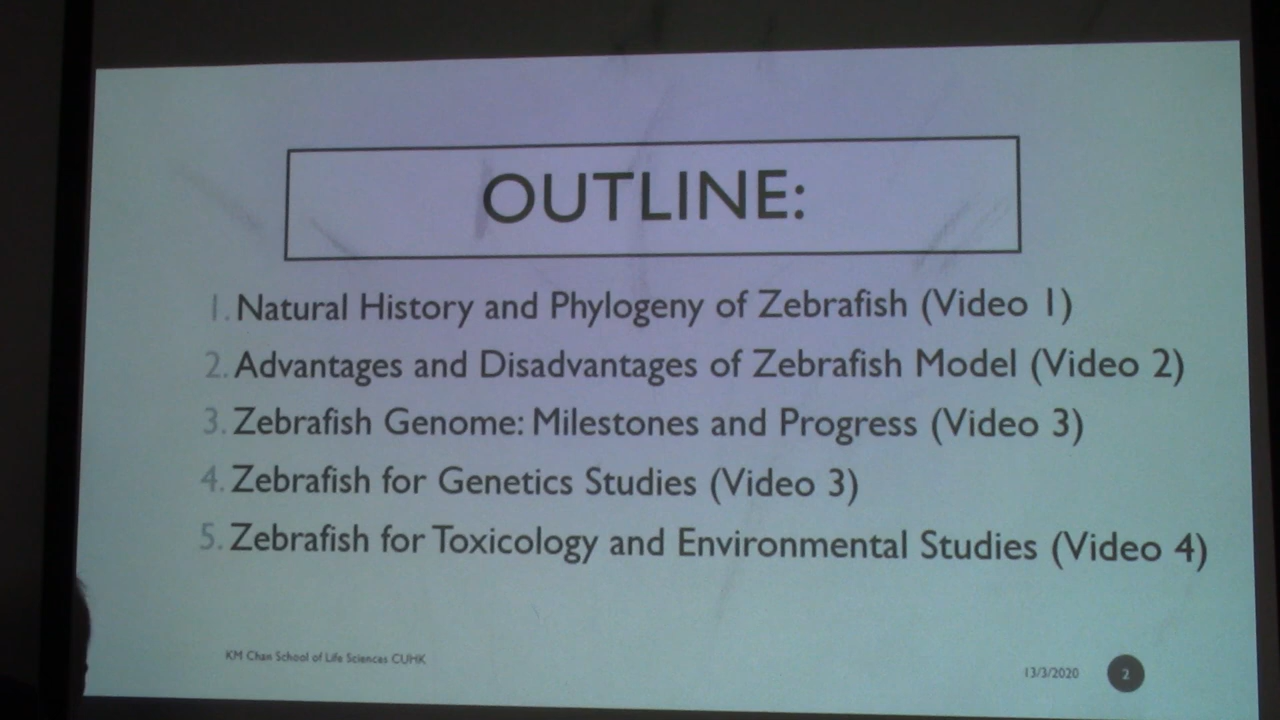 OUTLINE:
1. Natural History and Phylogeny of Zebrafish (Video 1)
2. Advantages and Disadvantages of Zebrafish Model (Video 2)
3. Zebrafish Genome: Milestones and Progress (Video 3)
4. Zebrafish for Genetics Studies (Video 3)
5. Zebrafish for Toxicology and Environmental Studies (Video 4)
KM Chan School of Life Sciences CUHK
13/3/2020
2